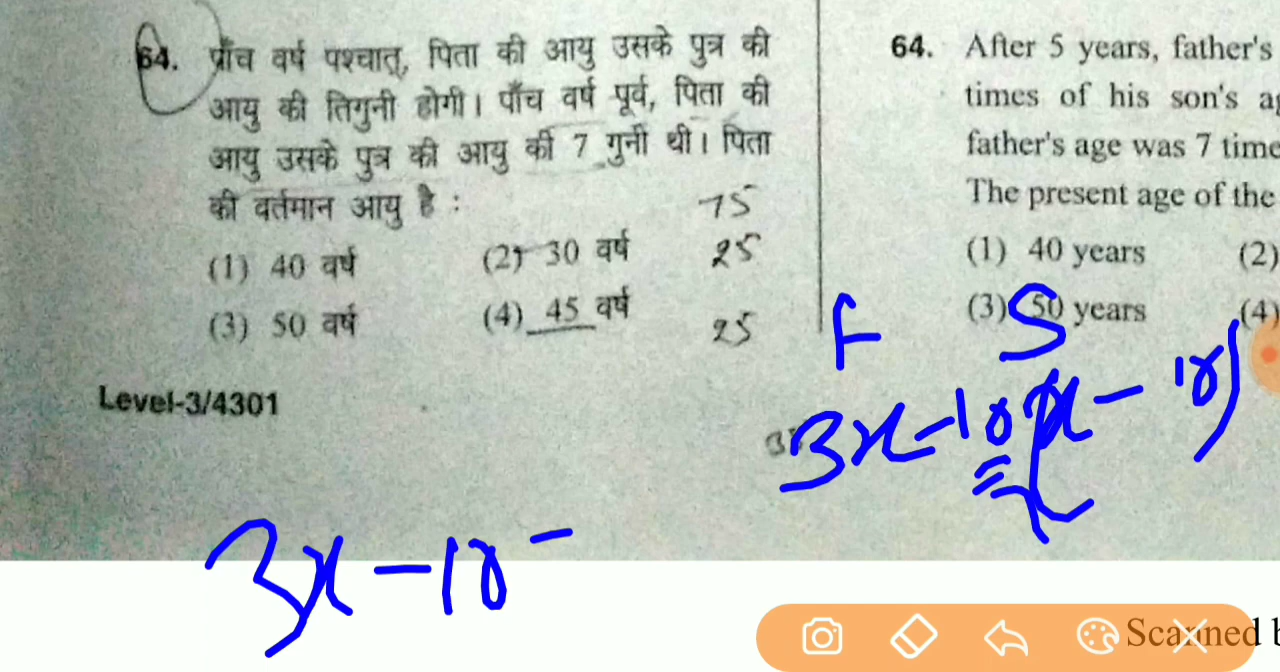 64. पाँच वर्ष पश्चात्, पिता की आयु उसके पुत्र की
आयु की तिगुनी होगी। पाँच वर्ष पूर्व, पिता की
आयु उसके पुत्र की आयु की 7 गुनी थी। पिता
की वर्तमान आयु है :
(1) 40 वर्ष (2) 30 वर्ष
(3) 50 वर्ष (4) 45 वर्ष
75
25
25
Level-3/4301
64. After 5 years, father's
times of his son's
father's age was 7
The present age of the
(1) 40 years (2)
(3) 50 years (4)
F S
3x-10 (x-10)
=
3x-10-
Scanned